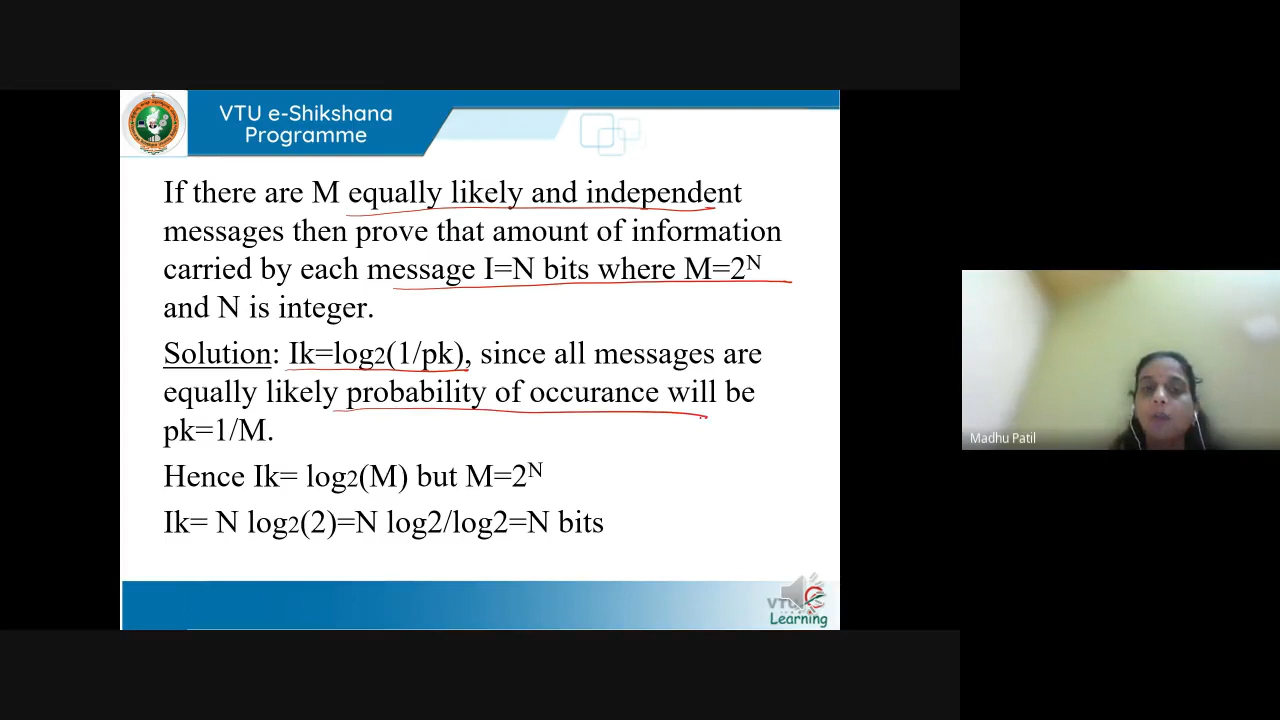 VTU e-Shikshana
Programme
If there are M equally likely and independent
messages then prove that amount of information
carried by each message I=N bits where M=2ᴺ
and N is integer.
Solution: Ik=log2(1/pk), since all messages are
equally likely probability of occurance will be
pk=1/M.
Hence Ik= log2(M) but M=2ᴺ
Ik= N log2(2)=N log2/log2=N bits
Madhu Patil
VTU
Learning